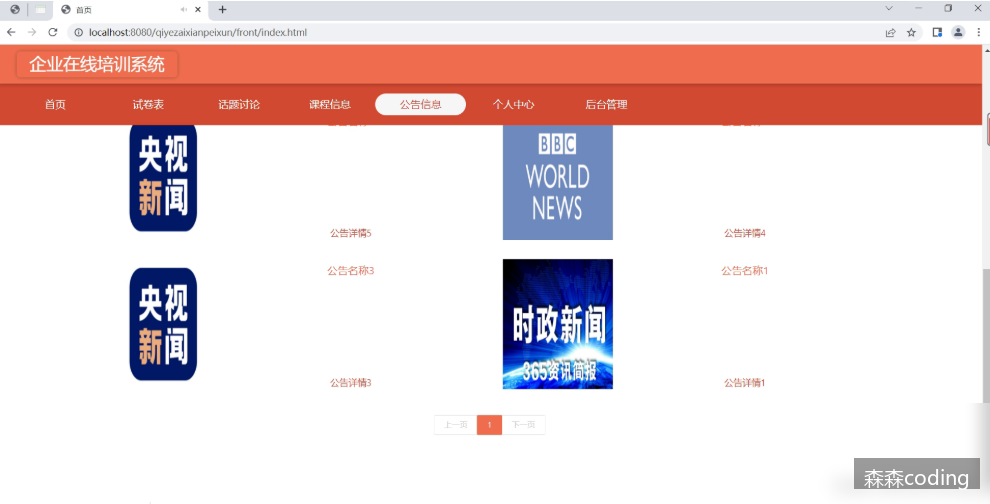 首页
localhost:8080/qiyezaixianpeixun/front/index.html
企业在线培训系统
首页 试卷表 话题讨论 课程信息 公告信息 个人中心 后台管理
央视
新闻
公告详情5
BBC
WORLD
NEWS
公告详情4
央视
新闻
公告名称3
公告详情3
时政新闻
365资讯简报
公告名称1
公告详情1
上一页 1 下一页
森森coding